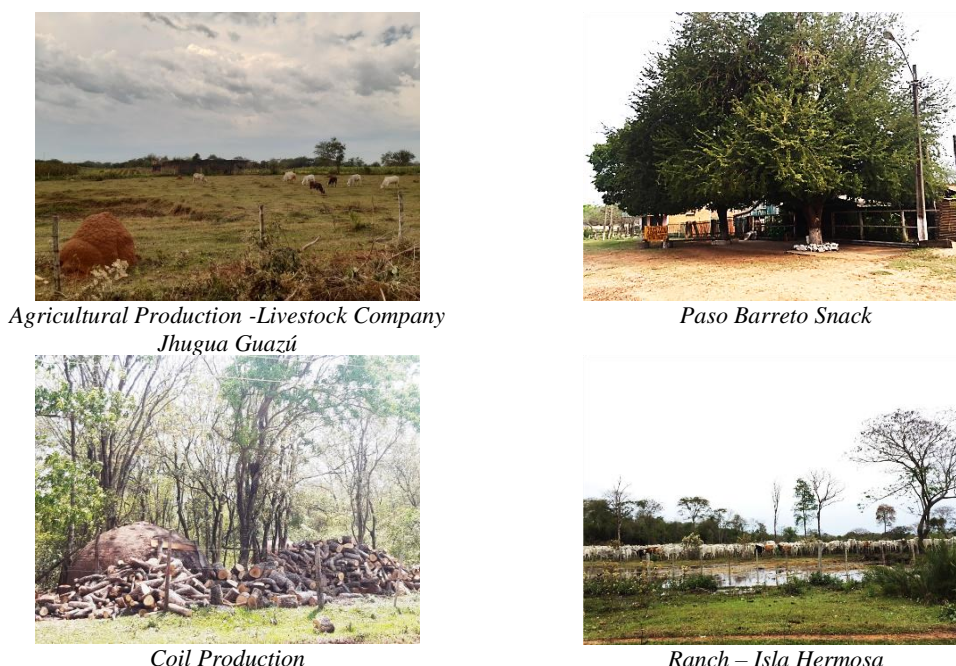 Agricultural Production -Livestock Company
Jhugua Guazú
Paso Barreto Snack
Coil Production
Ranch – Isla Hermosa